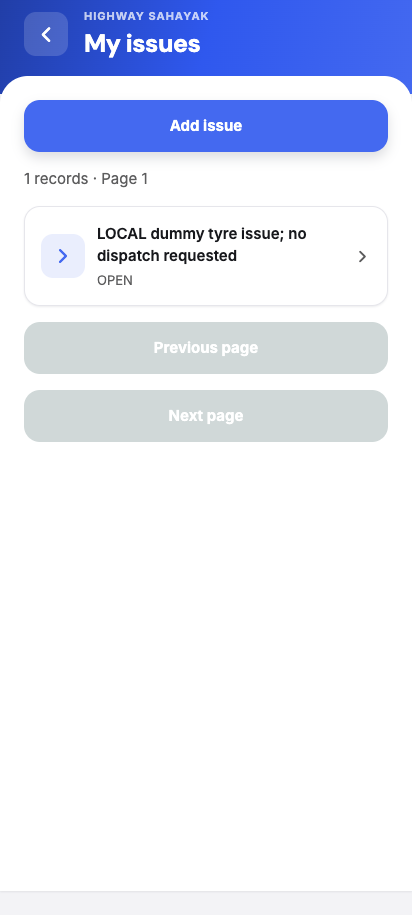 HIGHWAY SAHAYAK
My issues
Add issue
1 records · Page 1
LOCAL dummy tyre issue; no
dispatch requested
OPEN
Previous page
Next page